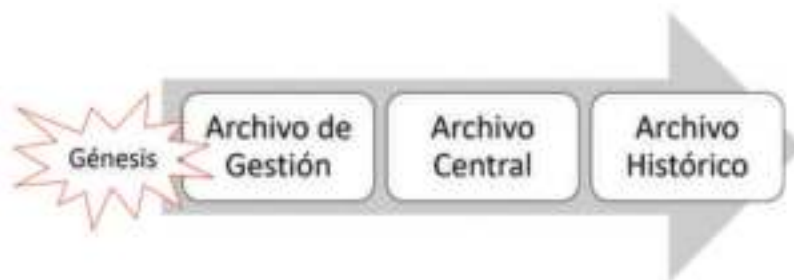 Génesis
Archivo de
Gestión
Archivo
Central
Archivo
Histórico